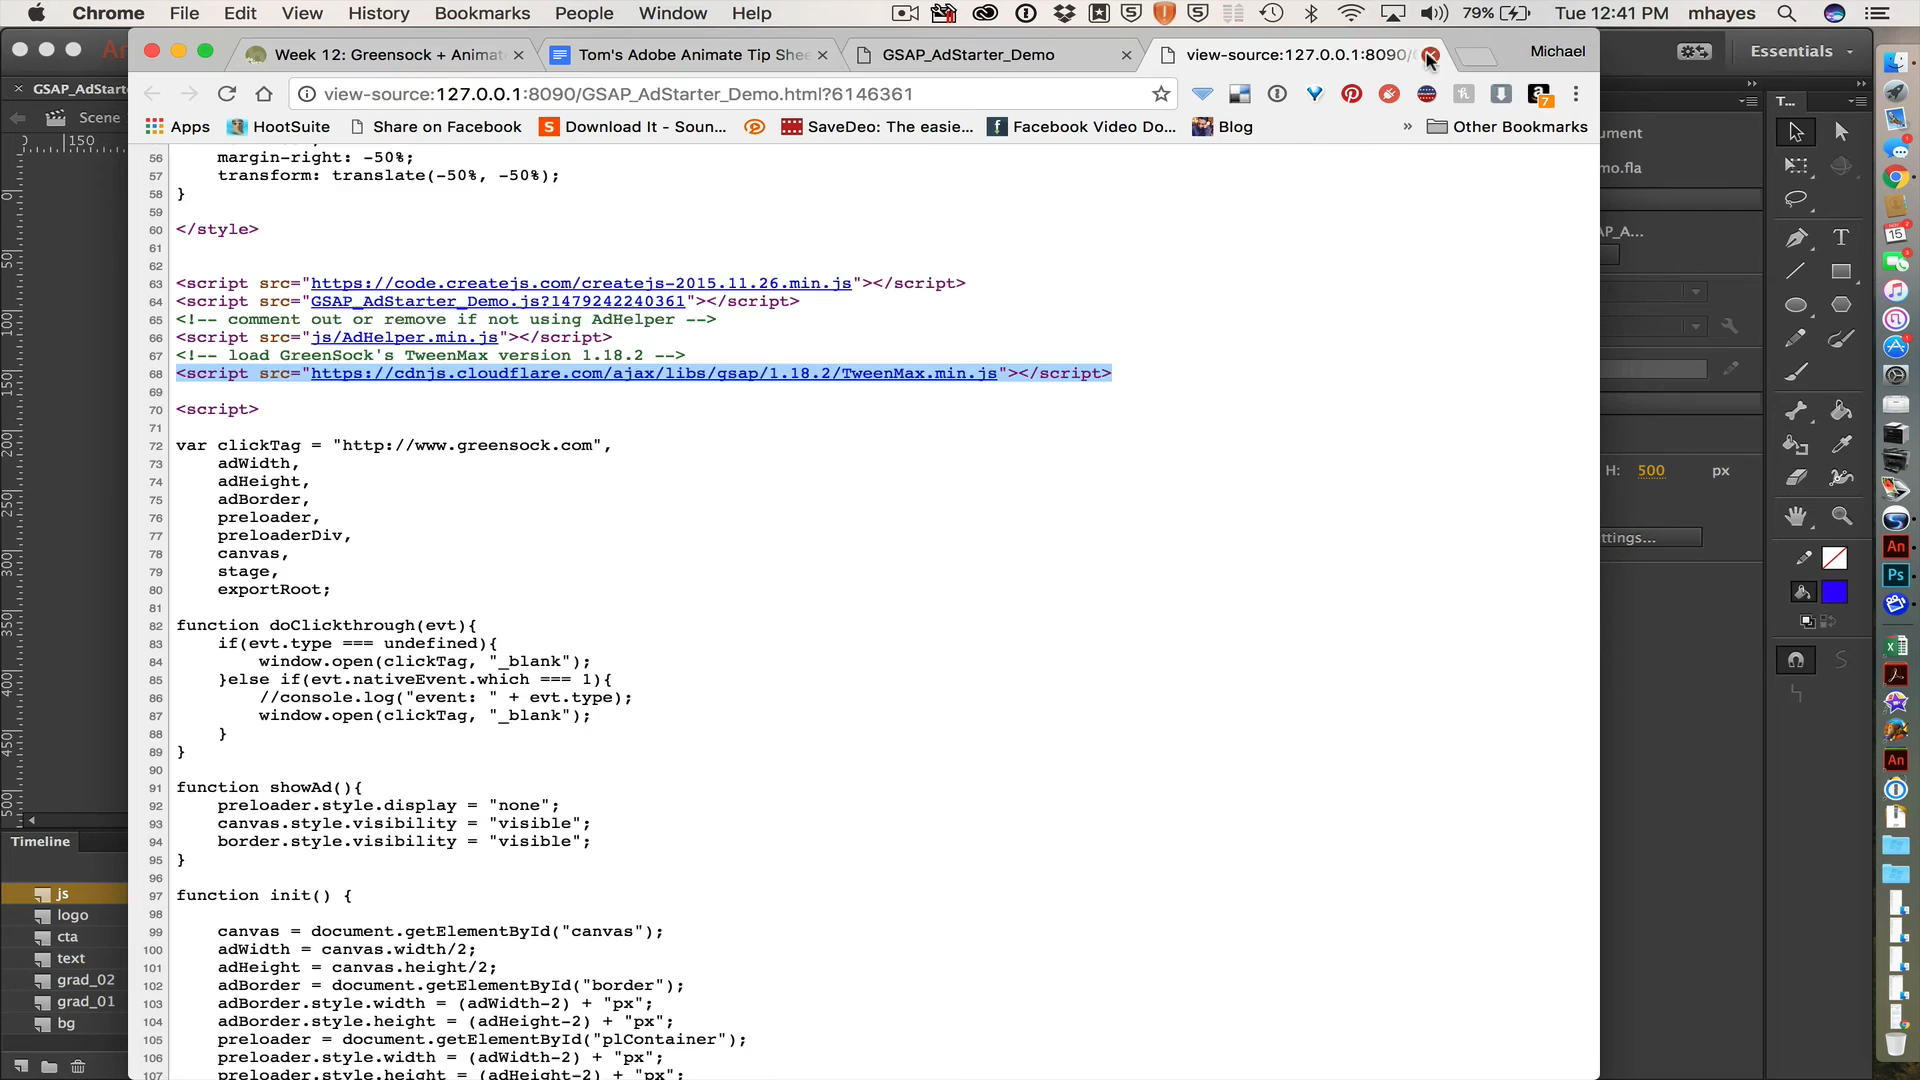 Chrome File Edit View History Bookmarks People Window Help 79% Tue 12:41 PM mhayes
Week 12: Greensock + Animat Tom's Adobe Animate Tip Shee GSAP_AdStarter_Demo view-source:127.0.0.1:8090/ Michael Essentials
view-source:127.0.0.1:8090/GSAP_AdStarter_Demo.html?6146361
Apps HootSuite Share on Facebook Download It - Soun... SaveDeo: The easie... Facebook Video Do... Blog » Other Bookmarks
GSAP_AdStarte
Scene
150
ument
mo.fla
AP_A...
H: 500 px
ttings...
56 margin-right: -50%;
57 transform: translate(-50%, -50%);
58 }
59
60 </style>
61
62
63 <script src="https://code.createjs.com/createjs-2015.11.26.min.js"></script>
64 <script src="GSAP_AdStarter_Demo.js?1479242240361"></script>
65 <!-- comment out or remove if not using AdHelper -->
66 <script src="js/AdHelper.min.js"></script>
67 <!-- load GreenSock's TweenMax version 1.18.2 -->
68 <script src="https://cdnjs.cloudflare.com/ajax/libs/gsap/1.18.2/TweenMax.min.js"></script>
69
70 <script>
71
72 var clickTag = "http://www.greensock.com",
73 adWidth,
74 adHeight,
75 adBorder,
76 preloader,
77 preloaderDiv,
78 canvas,
79 stage,
80 exportRoot;
81
82 function doClickthrough(evt){
83 if(evt.type === undefined){
84 window.open(clickTag, "_blank");
85 }else if(evt.nativeEvent.which === 1){
86 //console.log("event: " + evt.type);
87 window.open(clickTag, "_blank");
88 }
89 }
90
91 function showAd(){
92 preloader.style.display = "none";
93 canvas.style.visibility = "visible";
94 border.style.visibility = "visible";
95 }
96
97 function init() {
98
99 canvas = document.getElementById("canvas");
100 adWidth = canvas.width/2;
101 adHeight = canvas.height/2;
102 adBorder = document.getElementById("border");
103 adBorder.style.width = (adWidth-2) + "px";
104 adBorder.style.height = (adHeight-2) + "px";
105 preloader = document.getElementById("plContainer");
106 preloader.style.width = (adWidth-2) + "px";
107 preloader.style.height = (adHeight-2) + "px";
Timeline
js
logo
cta
text
grad_02
grad_01
bg